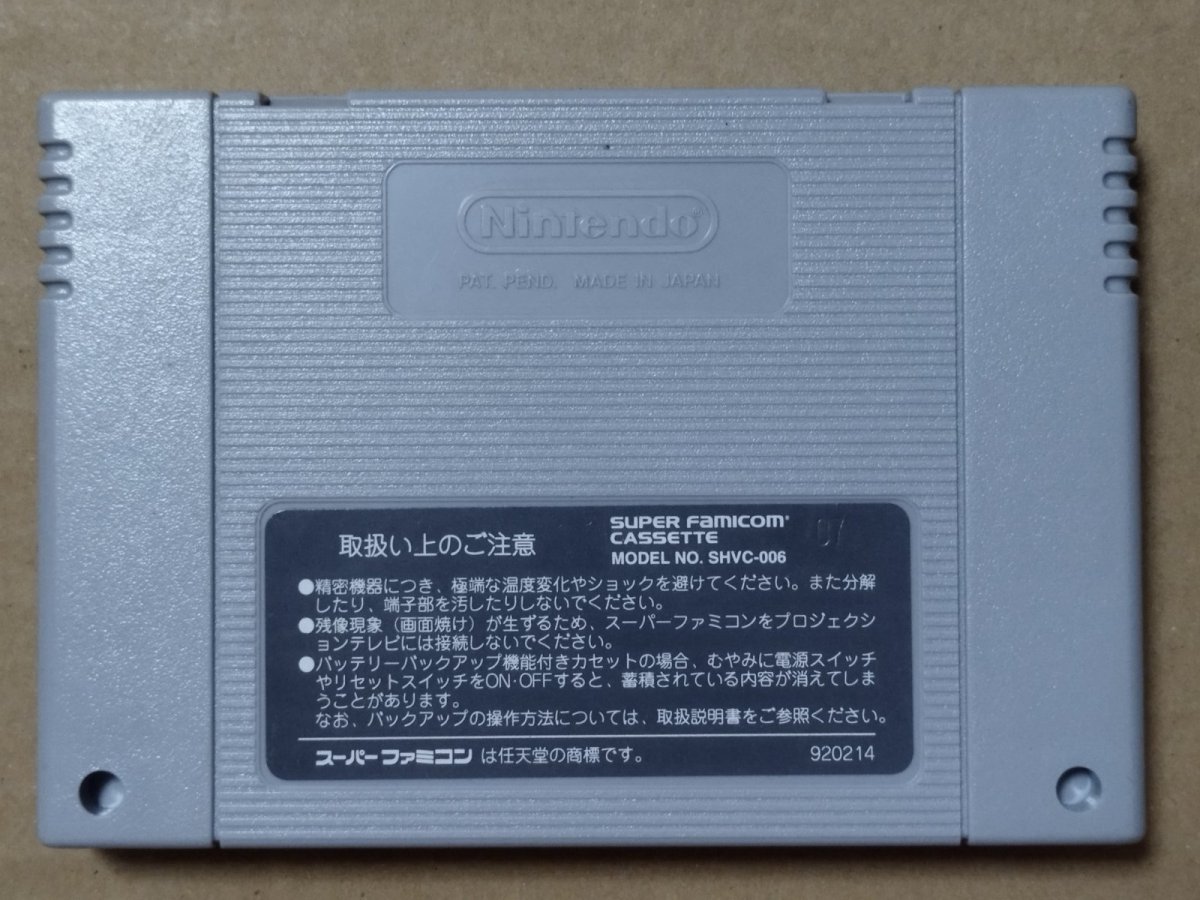 Nintendo
PAT. PEND. MADE IN JAPAN
取扱い上のご注意
SUPER FAMICOM
CASSETTE
MODEL NO. SHVC-006
07
●精密機器につき、極端な温度変化やショックを避けてください。また分解
したり、端子部を汚したりしないでください。
●残像現象（画面焼け）が生ずるため、スーパーファミコンをプロジェクシ
ョンテレビには接続しないでください。
●バッテリーバックアップ機能付きカセットの場合、むやみに電源スイッチ
やリセットスイッチをON・OFFすると、蓄積されている内容が消えてしま
うことがあります。
なお、バックアップの操作方法については、取扱説明書をご参照ください。
スーパーファミコンは任天堂の商標です。
920214